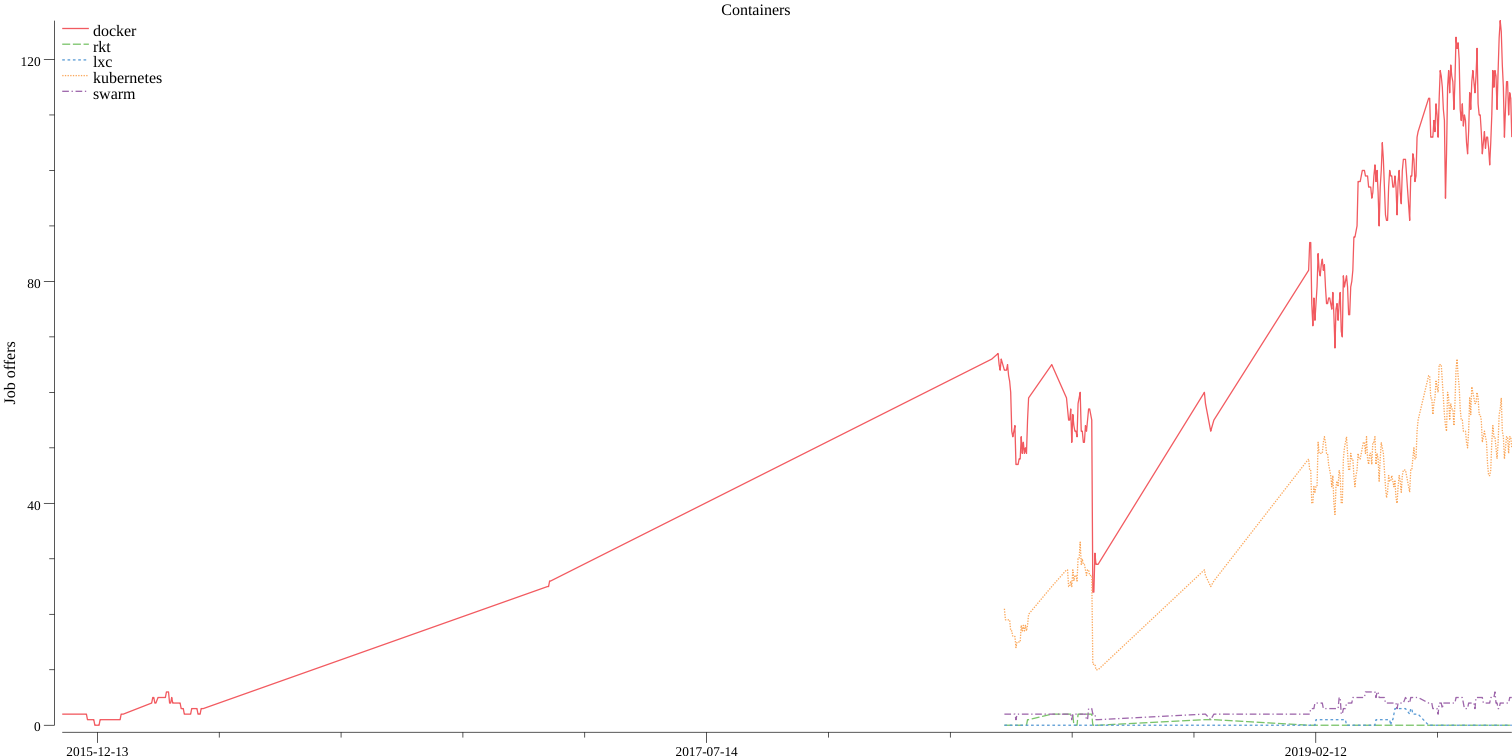 Containers
docker
rkt
lxc
kubernetes
swarm
120
80
40
0
Job offers
2015-12-13
2017-07-14
2019-02-12